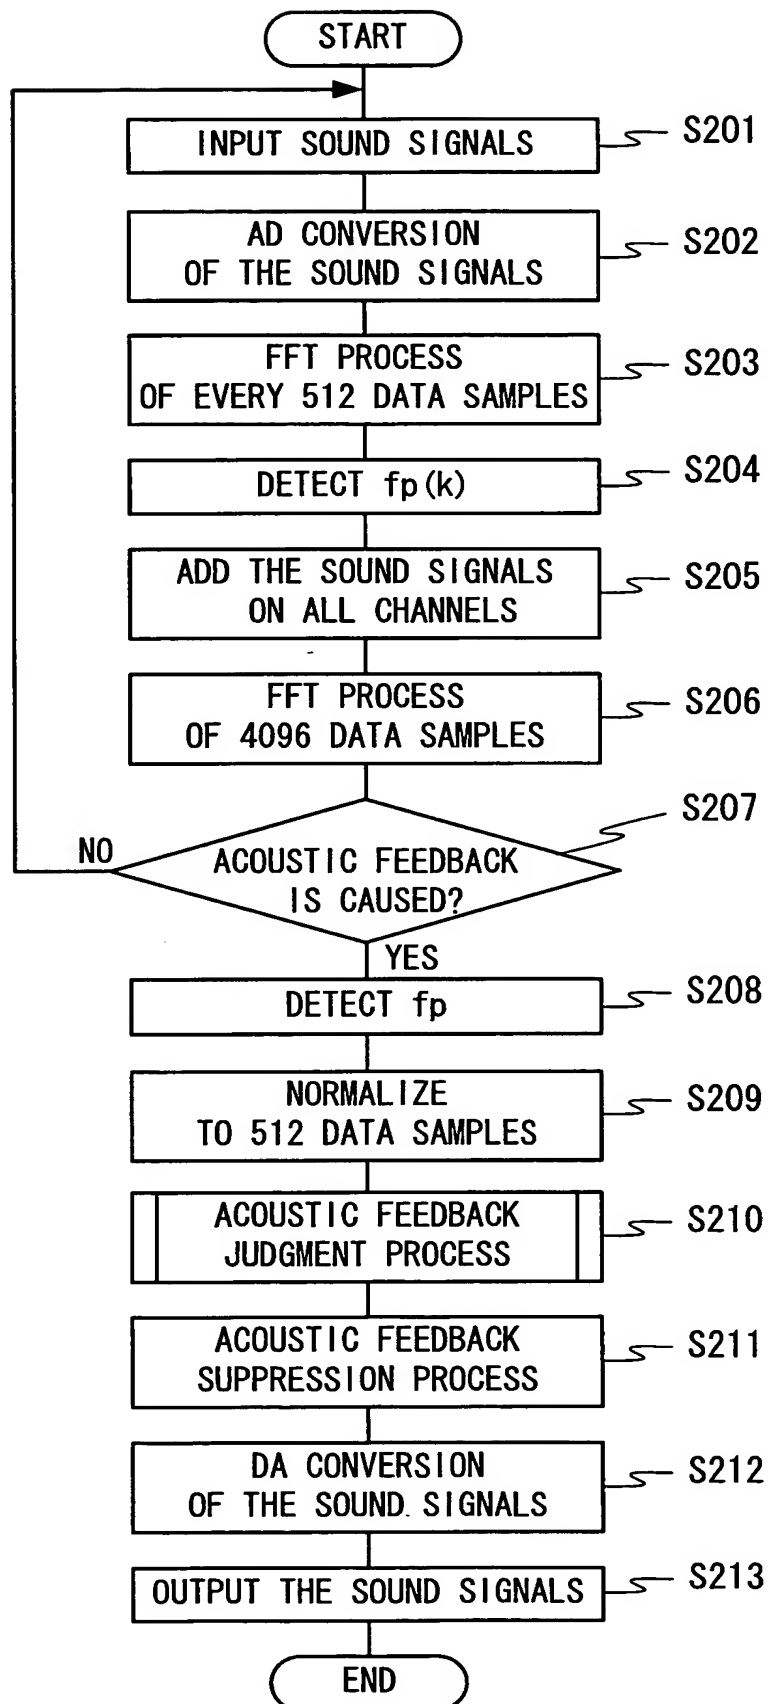 START
INPUT SOUND SIGNALS
S201
AD CONVERSION
OF THE SOUND SIGNALS
S202
FFT PROCESS
OF EVERY 512 DATA SAMPLES
S203
DETECT fp(k)
S204
ADD THE SOUND SIGNALS
ON ALL CHANNELS
S205
FFT PROCESS
OF 4096 DATA SAMPLES
S206
S207
NO
ACOUSTIC FEEDBACK
IS CAUSED?
YES
DETECT fp
S208
NORMALIZE
TO 512 DATA SAMPLES
S209
ACOUSTIC FEEDBACK
JUDGMENT PROCESS
S210
ACOUSTIC FEEDBACK
SUPPRESSION PROCESS
S211
DA CONVERSION
OF THE SOUND SIGNALS
S212
OUTPUT THE SOUND SIGNALS
S213
END